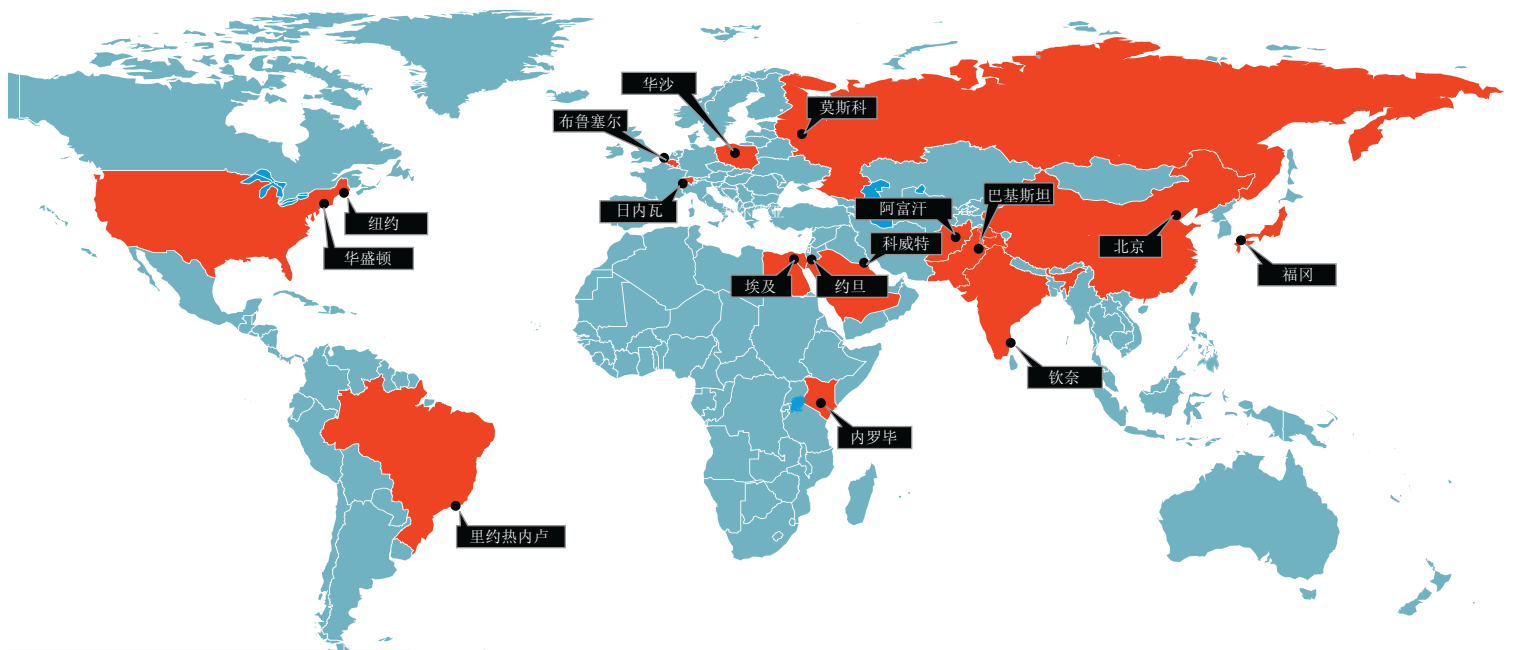 华沙
莫斯科
布鲁塞尔
巴基斯坦
阿富汗
日内瓦
纽约
科威特
北京
华盛顿
福冈
埃及
约旦
钦奈
内罗毕
里约热内卢